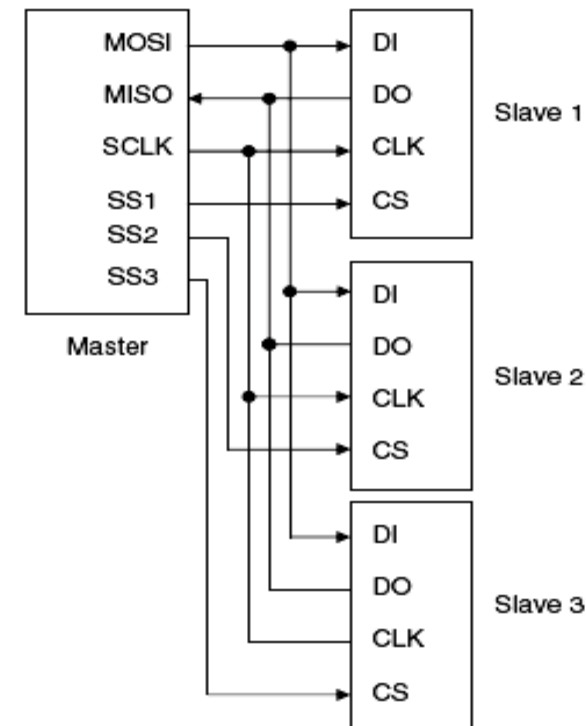 MOSI
MISO
SCLK
SS1
SS2
SS3
Master
DI
DO
CLK
CS
Slave 1
DI
DO
CLK
CS
Slave 2
DI
DO
CLK
CS
Slave 3